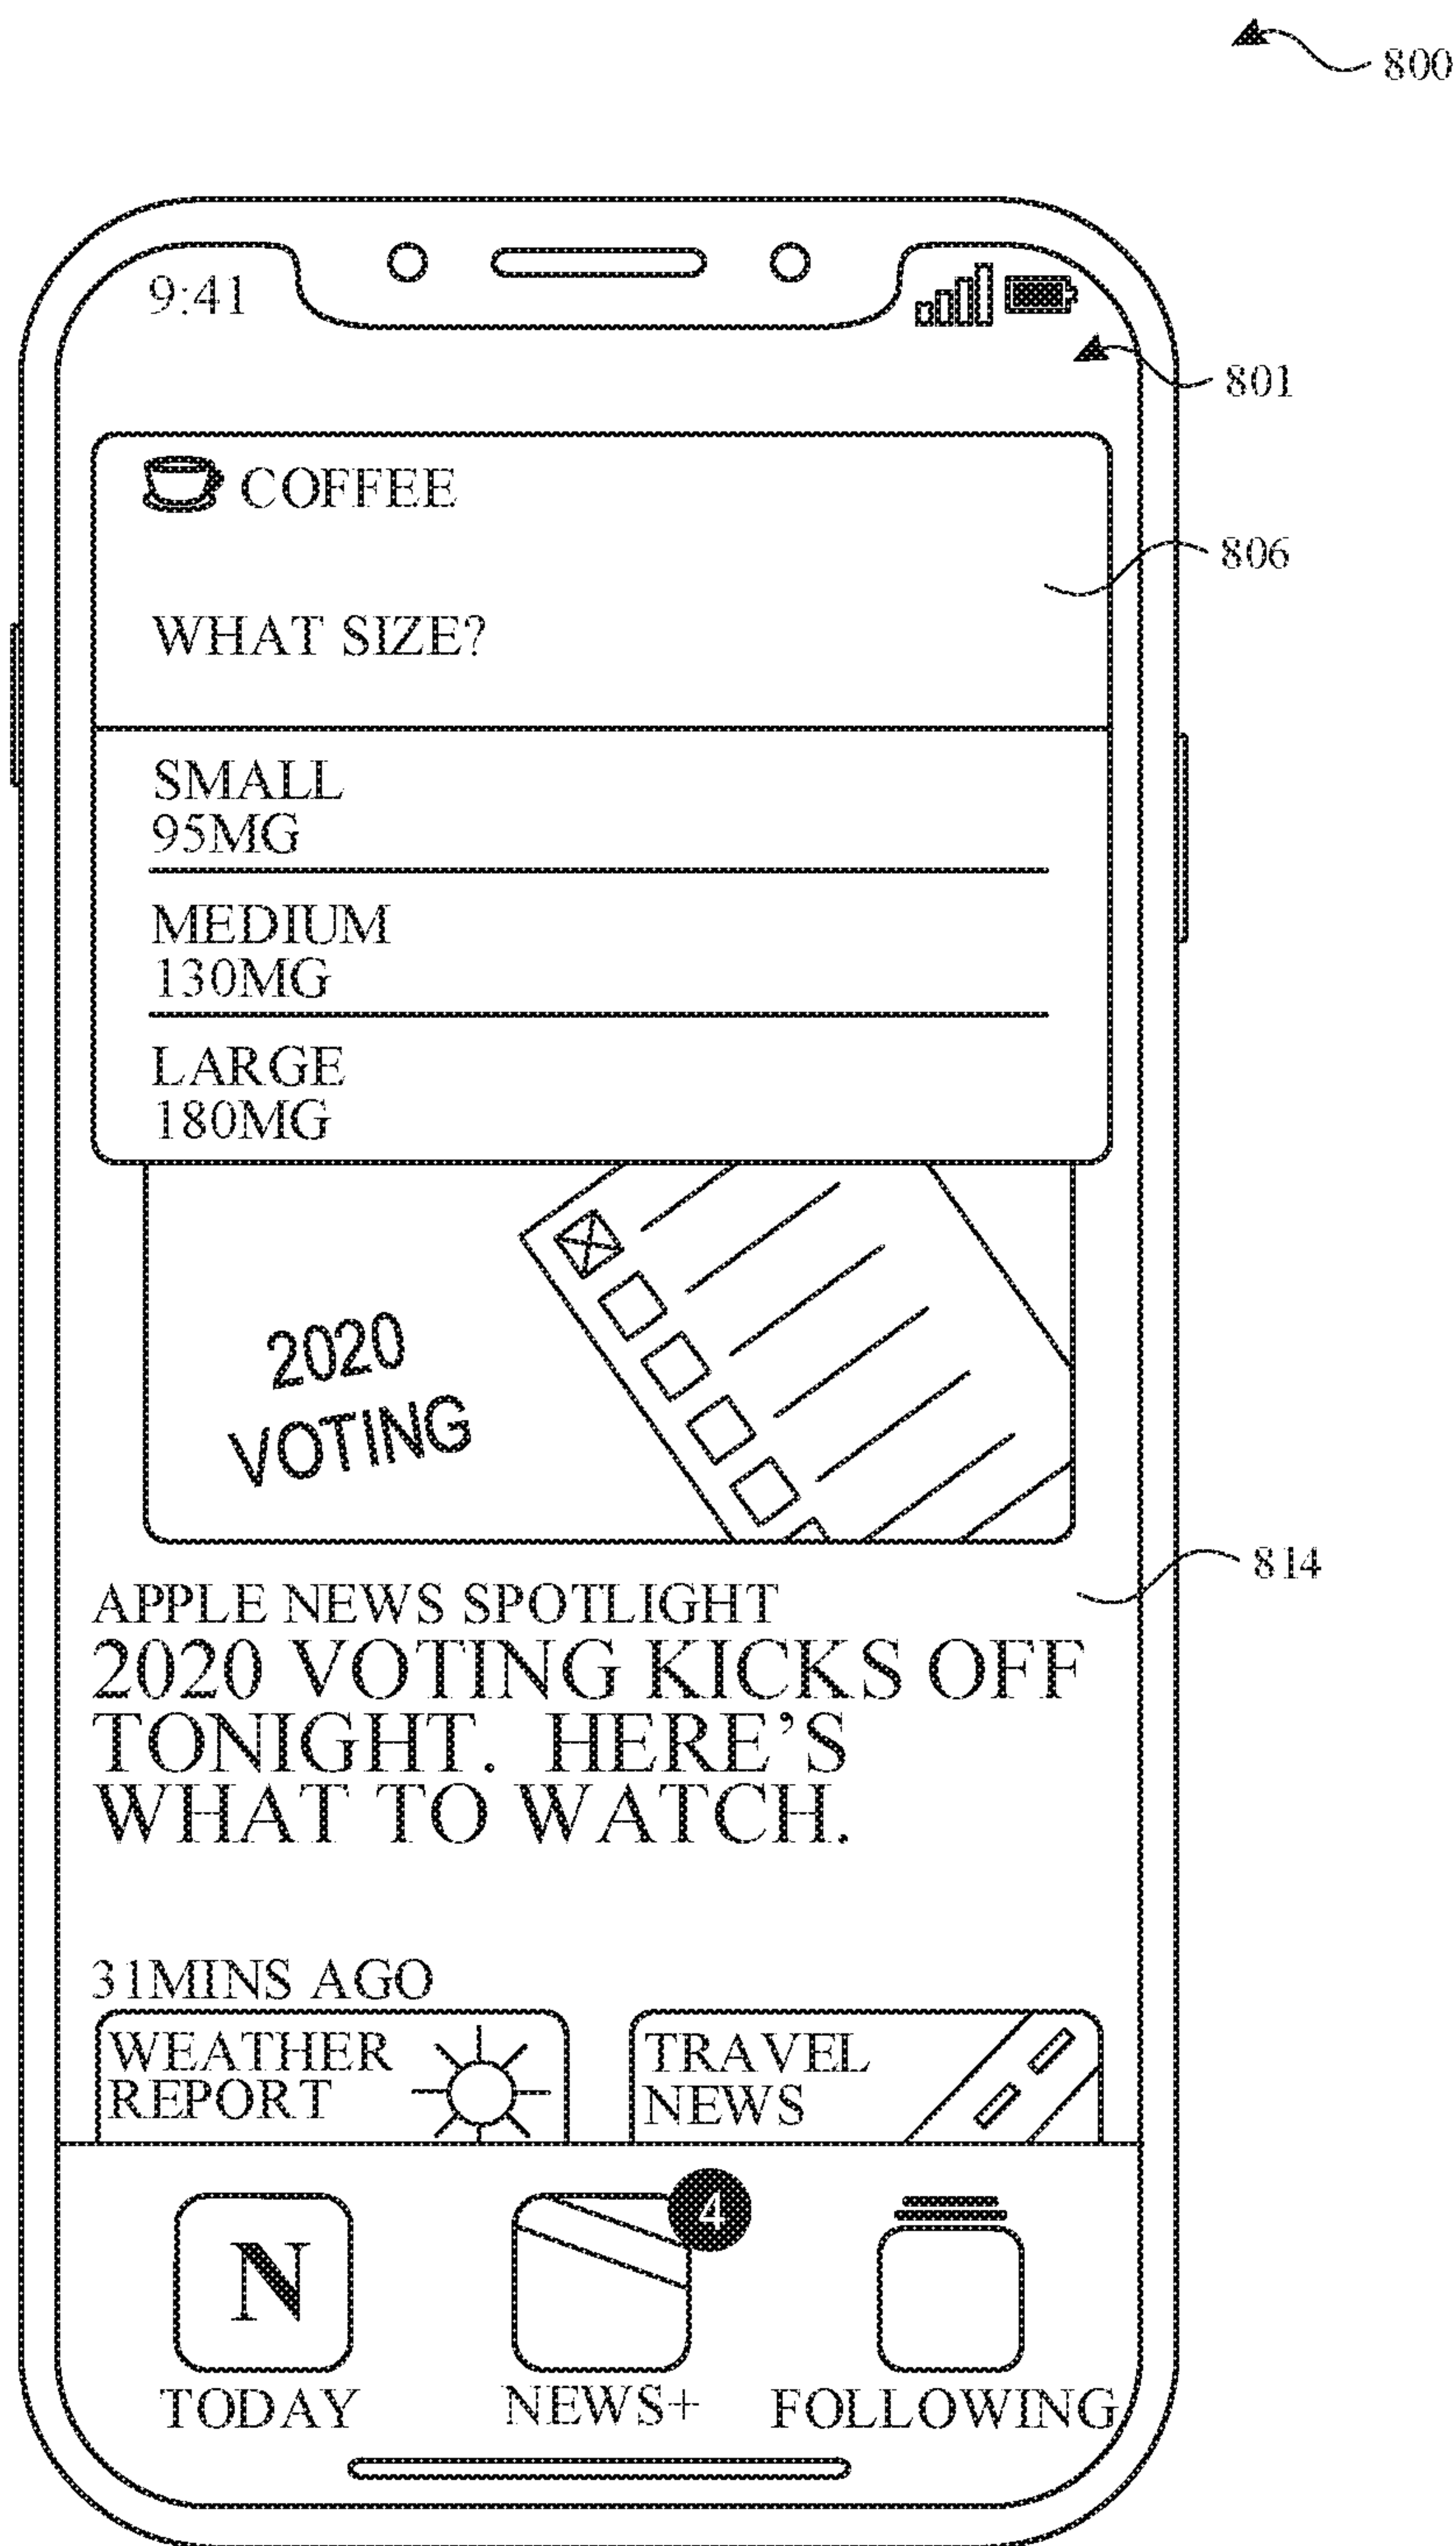 800
9:41
801
COFFEE
806
WHAT SIZE?
SMALL
95MG
MEDIUM
130MG
LARGE
180MG
2020
VOTING
814
APPLE NEWS SPOTLIGHT
2020 VOTING KICKS OFF
TONIGHT. HERE'S
WHAT TO WATCH.
31MINS AGO
WEATHER
REPORT
TRAVEL
NEWS
N
4
TODAY
NEWS+
FOLLOWING